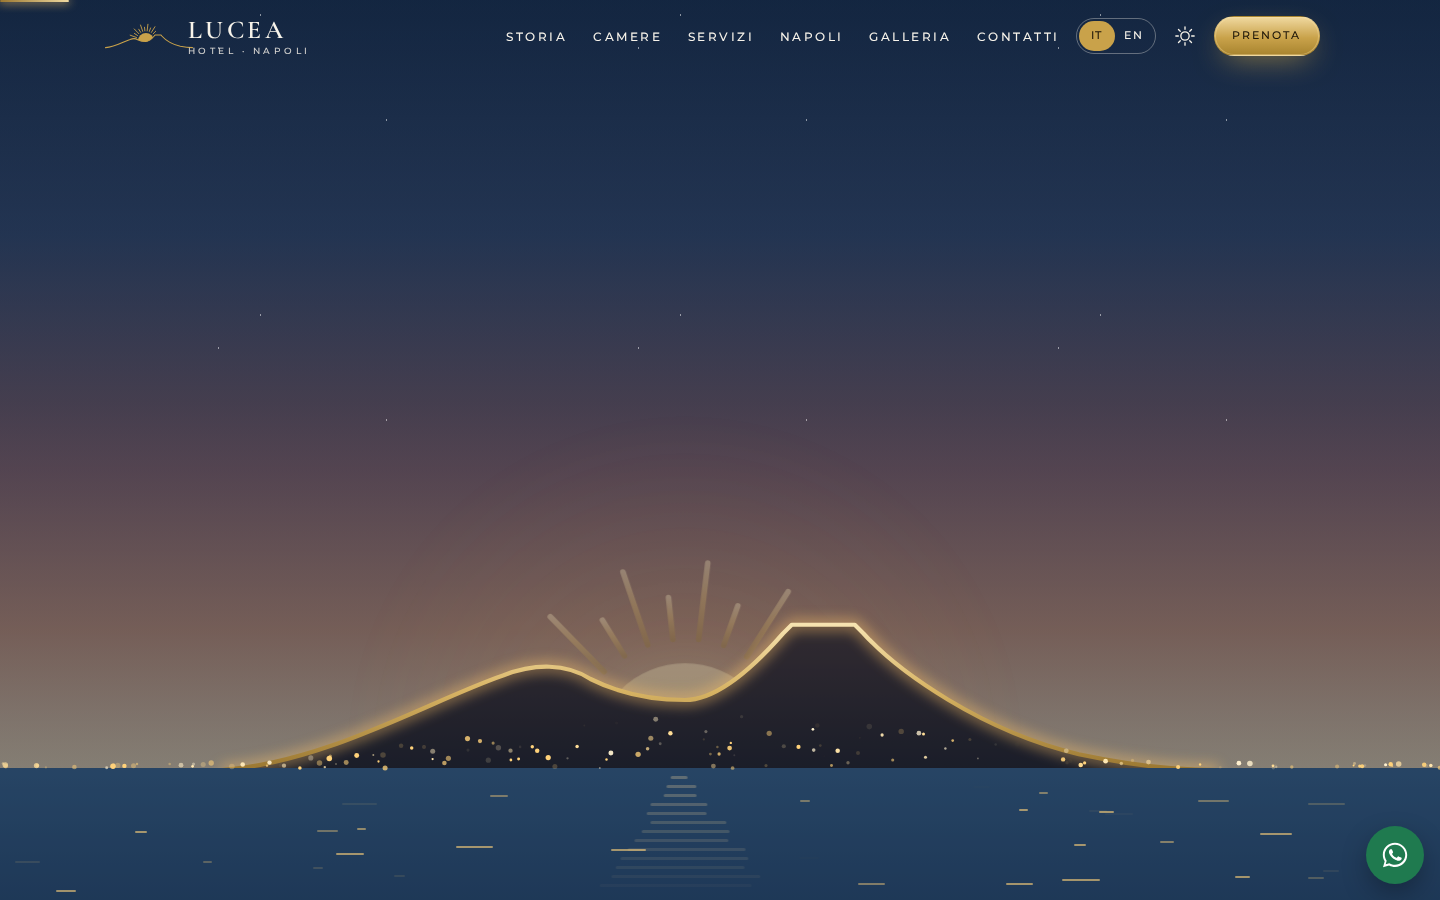 LUCEA
HOTEL · NAPOLI
STORIA CAMERE SERVIZI NAPOLI GALLERIA CONTATTI IT EN PRENOTA